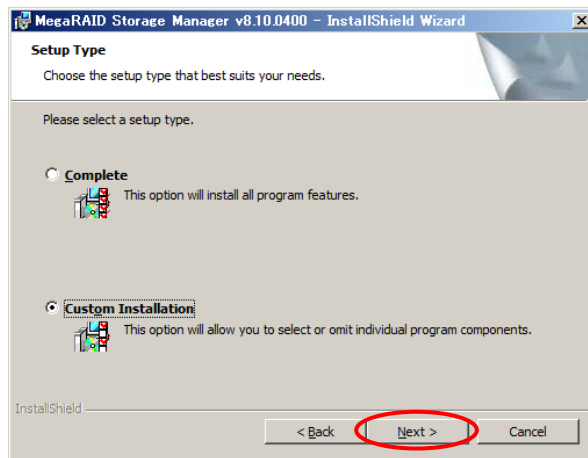 MegaRAID Storage Manager v8.10.0400 - InstallShield Wizard
Setup Type
Choose the setup type that best suits your needs.
Please select a setup type.
Complete
This option will install all program features.
Custom Installation
This option will allow you to select or omit individual program components.
InstallShield
< Back
Next >
Cancel